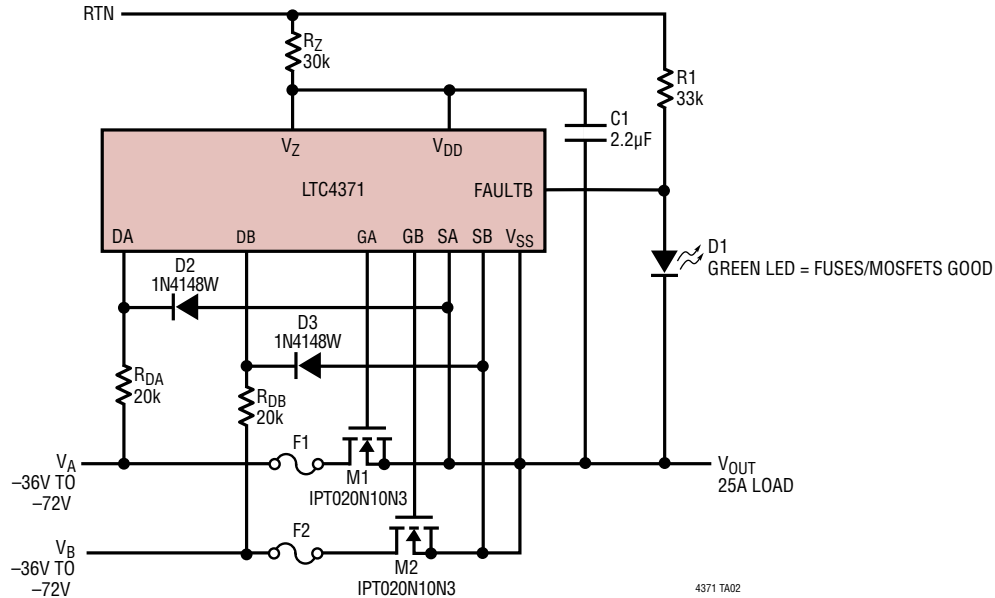 RTN
RZ
30k
R1
33k
C1
2.2µF
VZ
VDD
LTC4371
FAULTB
DA
DB
GA
GB
SA
SB
VSS
D1
GREEN LED = FUSES/MOSFETS GOOD
D2
1N4148W
D3
1N4148W
RDA
20k
RDB
20k
F1
VA
–36V TO
–72V
M1
IPT020N10N3
VOUT
25A LOAD
F2
VB
–36V TO
–72V
M2
IPT020N10N3
4371 TA02